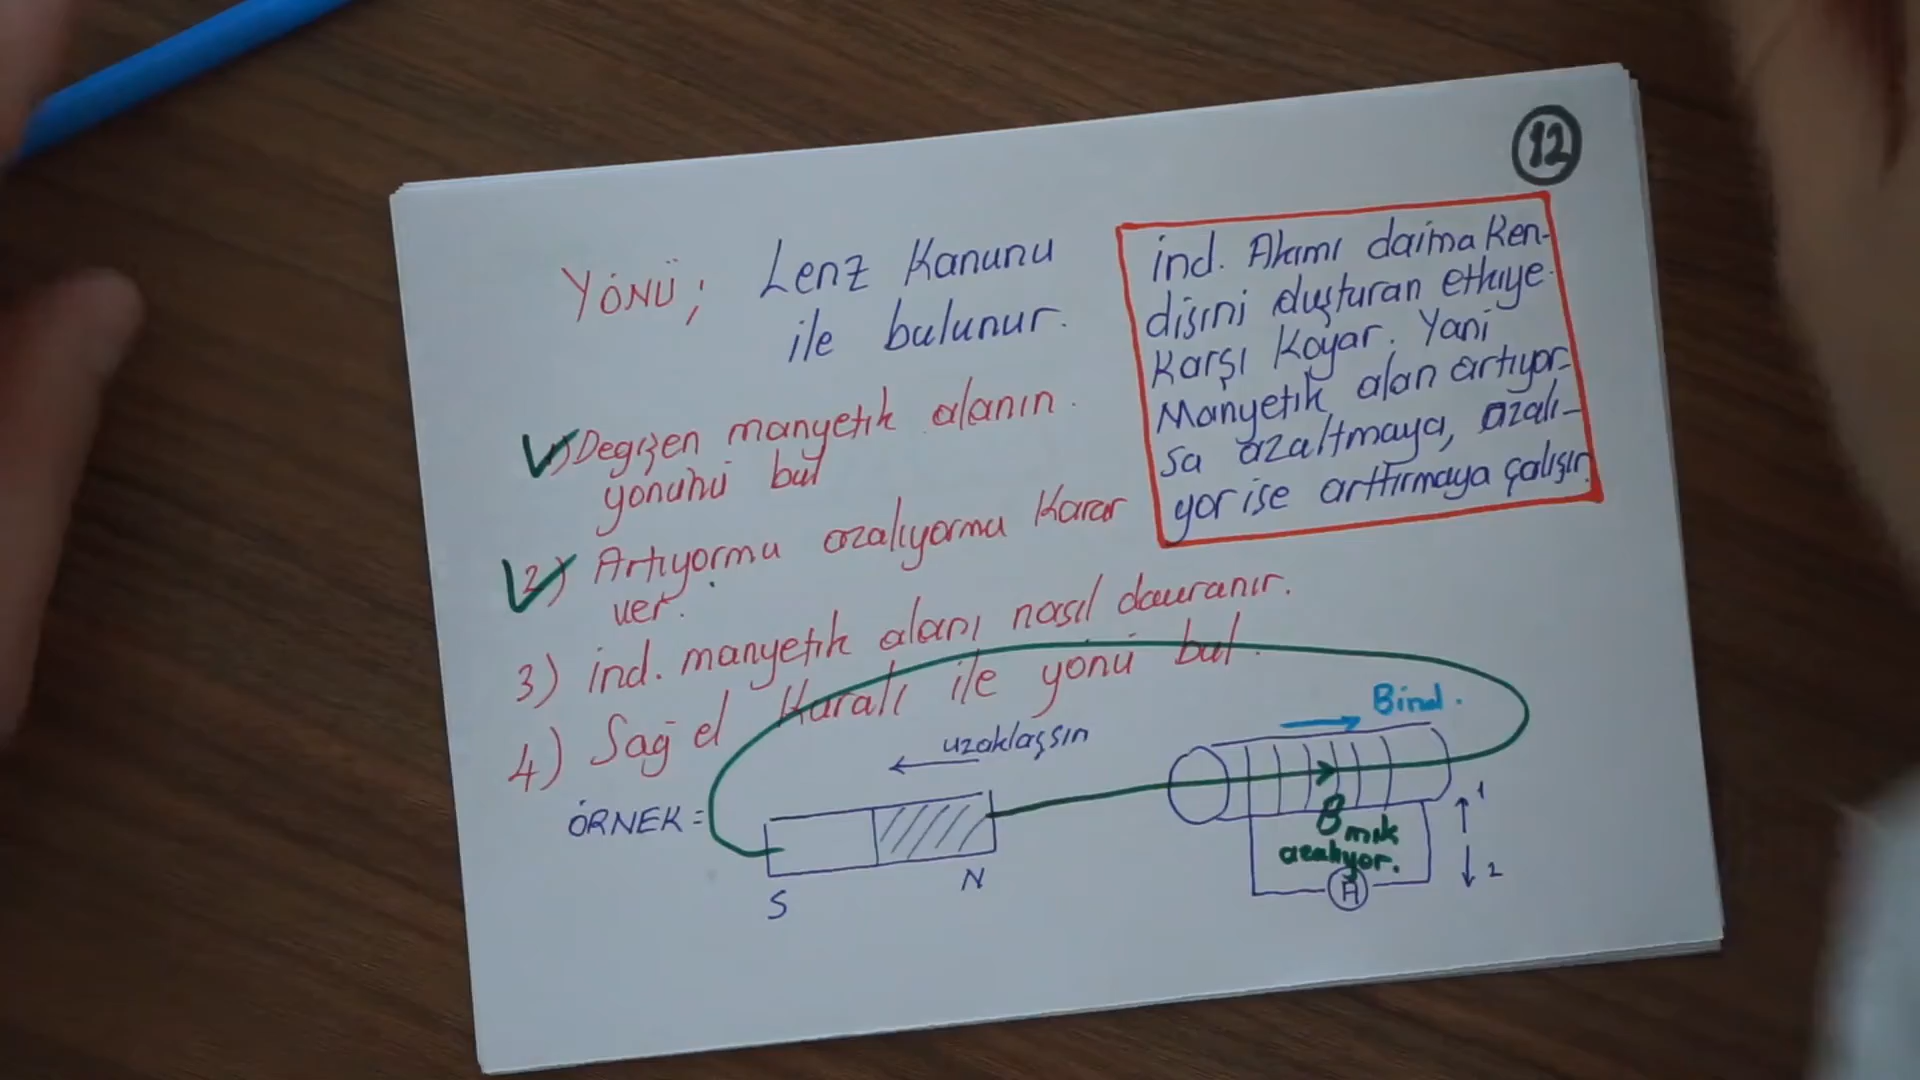 12
YÖNÜ; Lenz Kanunu
ile bulunur.
ind. Akımı daima Ken-
disini duşturan etkiye
Karşı Koyar. Yani
Manyetik alan artıyor-
sa azaltmaya, azalı-
yor ise arttırmaya çalışır.
1) Değişen manyetik alanın
yönünü bul
2) Artıyormu azalıyormu Karar
ver.
3) ind. manyetik alanı nasıl davranır.
4) Sağ el Kuralı ile yönü bul.
ÖRNEK =
uzaklaşsın
S
N
Bind.
B mık
azalıyor.
A
1
2